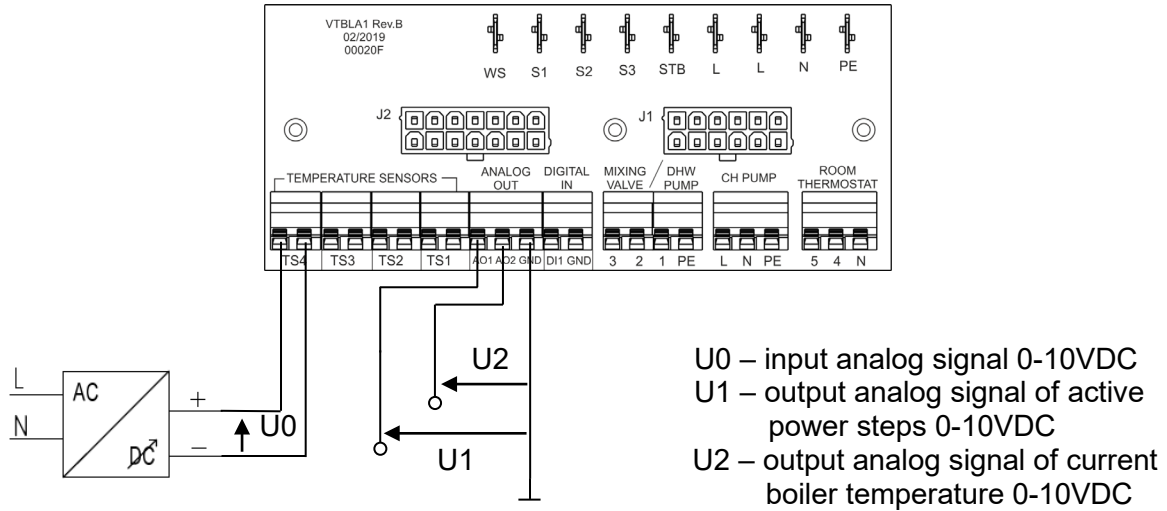 VTBLA1 Rev.B
02/2019
00020F
WS S1 S2 S3 STB L L N PE
J2 J1
TEMPERATURE SENSORS
ANALOG
OUT
DIGITAL
IN
MIXING
VALVE
DHW
PUMP
CH PUMP
ROOM
THERMOSTAT
TS4 TS3 TS2 TS1 AO1 AO2 GND DI1 GND 3 2 1 PE L N PE 5 4 N
L
N
AC
DC
+
−
U0
U2
U1
U0 – input analog signal 0-10VDC
U1 – output analog signal of active
power steps 0-10VDC
U2 – output analog signal of current
boiler temperature 0-10VDC